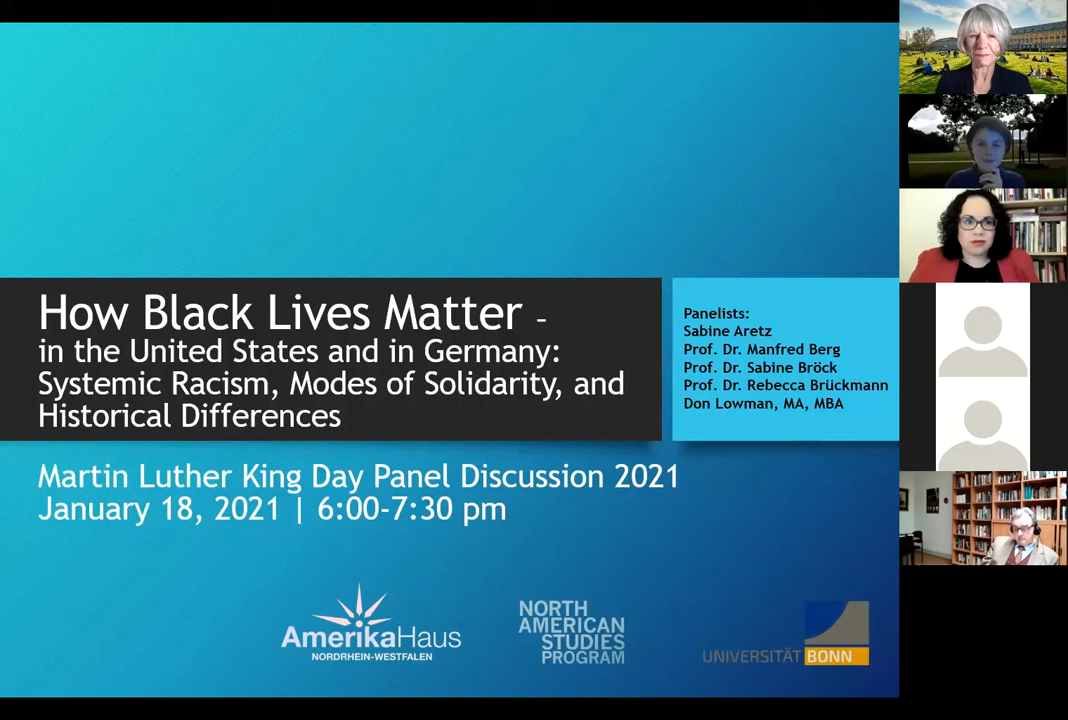 How Black Lives Matter –
in the United States and in Germany:
Systemic Racism, Modes of Solidarity, and
Historical Differences
Panelists:
Sabine Aretz
Prof. Dr. Manfred Berg
Prof. Dr. Sabine Bröck
Prof. Dr. Rebecca Brückmann
Don Lowman, MA, MBA
Martin Luther King Day Panel Discussion 2021
January 18, 2021 | 6:00-7:30 pm
AmerikaHaus
NORDRHEIN-WESTFALEN
NORTH
AMERICAN
STUDIES
PROGRAM
UNIVERSITÄT BONN